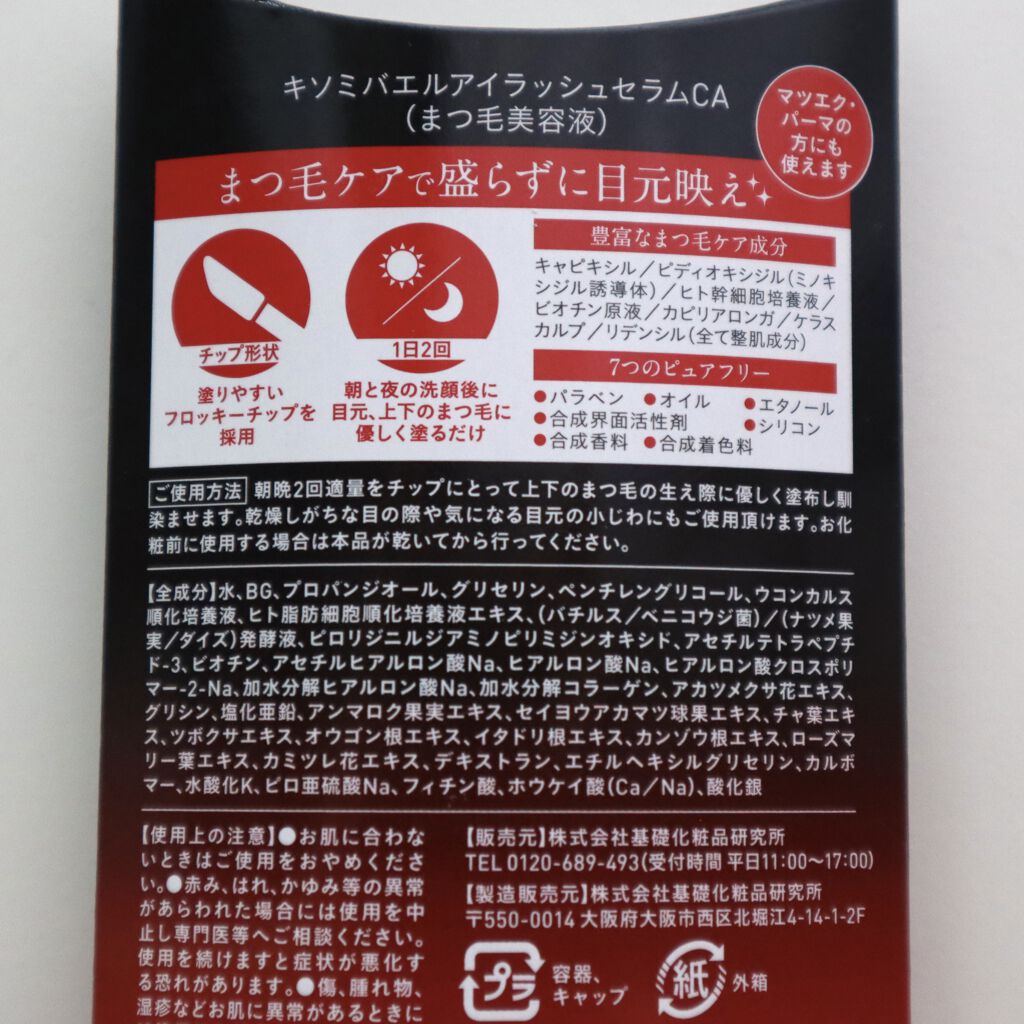 キソミバエルアイラッシュセラムCA
(まつ毛美容液)
マツエク・
パーマの
方にも
使えます
まつ毛ケアで盛らずに目元映え
チップ形状
塗りやすい
フロッキーチップを
採用
1日2回
朝と夜の洗顔後に
目元、上下のまつ毛に
優しく塗るだけ
豊富なまつ毛ケア成分
キャピキシル/ピディオキシジル(ミノキ
シジル誘導体)/ヒト幹細胞培養液/
ビオチン原液/カピリアロンガ/ケラス
カルプ/リデンシル(全て整肌成分)
7つのピュアフリー
●パラベン ●オイル ●エタノール
●合成界面活性剤 ●シリコン
●合成香料 ●合成着色料
ご使用方法 朝晩2回適量をチップにとって上下のまつ毛の生え際に優しく塗布し馴
染ませます。乾燥しがちな目の際や気になる目元の小じわにもご使用頂けます。お化
粧前に使用する場合は本品が乾いてから行ってください。
【全成分】水、BG、プロパンジオール、グリセリン、ペンチレングリコール、ウコンカルス
順化培養液、ヒト脂肪細胞順化培養液エキス、(バチルス/ベニコウジ菌)/(ナツメ果
実/ダイズ)発酵液、ピロリジニルジアミノピリミジンオキシド、アセチルテトラペプチ
ド-3、ビオチン、アセチルヒアルロン酸Na、ヒアルロン酸Na、ヒアルロン酸クロスポリ
マー-2-Na、加水分解ヒアルロン酸Na、加水分解コラーゲン、アカツメクサ花エキス、
グリシン、塩化亜鉛、アンマロク果実エキス、セイヨウアカマツ球果エキス、チャ葉エキ
ス、ツボクサエキス、オウゴン根エキス、イタドリ根エキス、カンゾウ根エキス、ローズマ
リー葉エキス、カミツレ花エキス、デキストラン、エチルヘキシルグリセリン、カルボ
マー、水酸化K、ピロ亜硫酸Na、フィチン酸、ホウケイ酸(Ca/Na)、酸化銀
【使用上の注意】●お肌に合わな
いときはご使用をおやめくださ
い。●赤み、はれ、かゆみ等の異常
があらわれた場合には使用を中
止し専門医等へご相談ください。
使用を続けますと症状が悪化す
る恐れがあります。●傷、腫れ物、
湿疹などお肌に異常があるときに
【販売元】株式会社基礎化粧品研究所
TEL 0120-689-493(受付時間 平日11:00〜17:00)
【製造販売元】株式会社基礎化粧品研究所
〒550-0014 大阪府大阪市西区北堀江4-14-1-2F
プラ 容器、
キャップ
紙 外箱